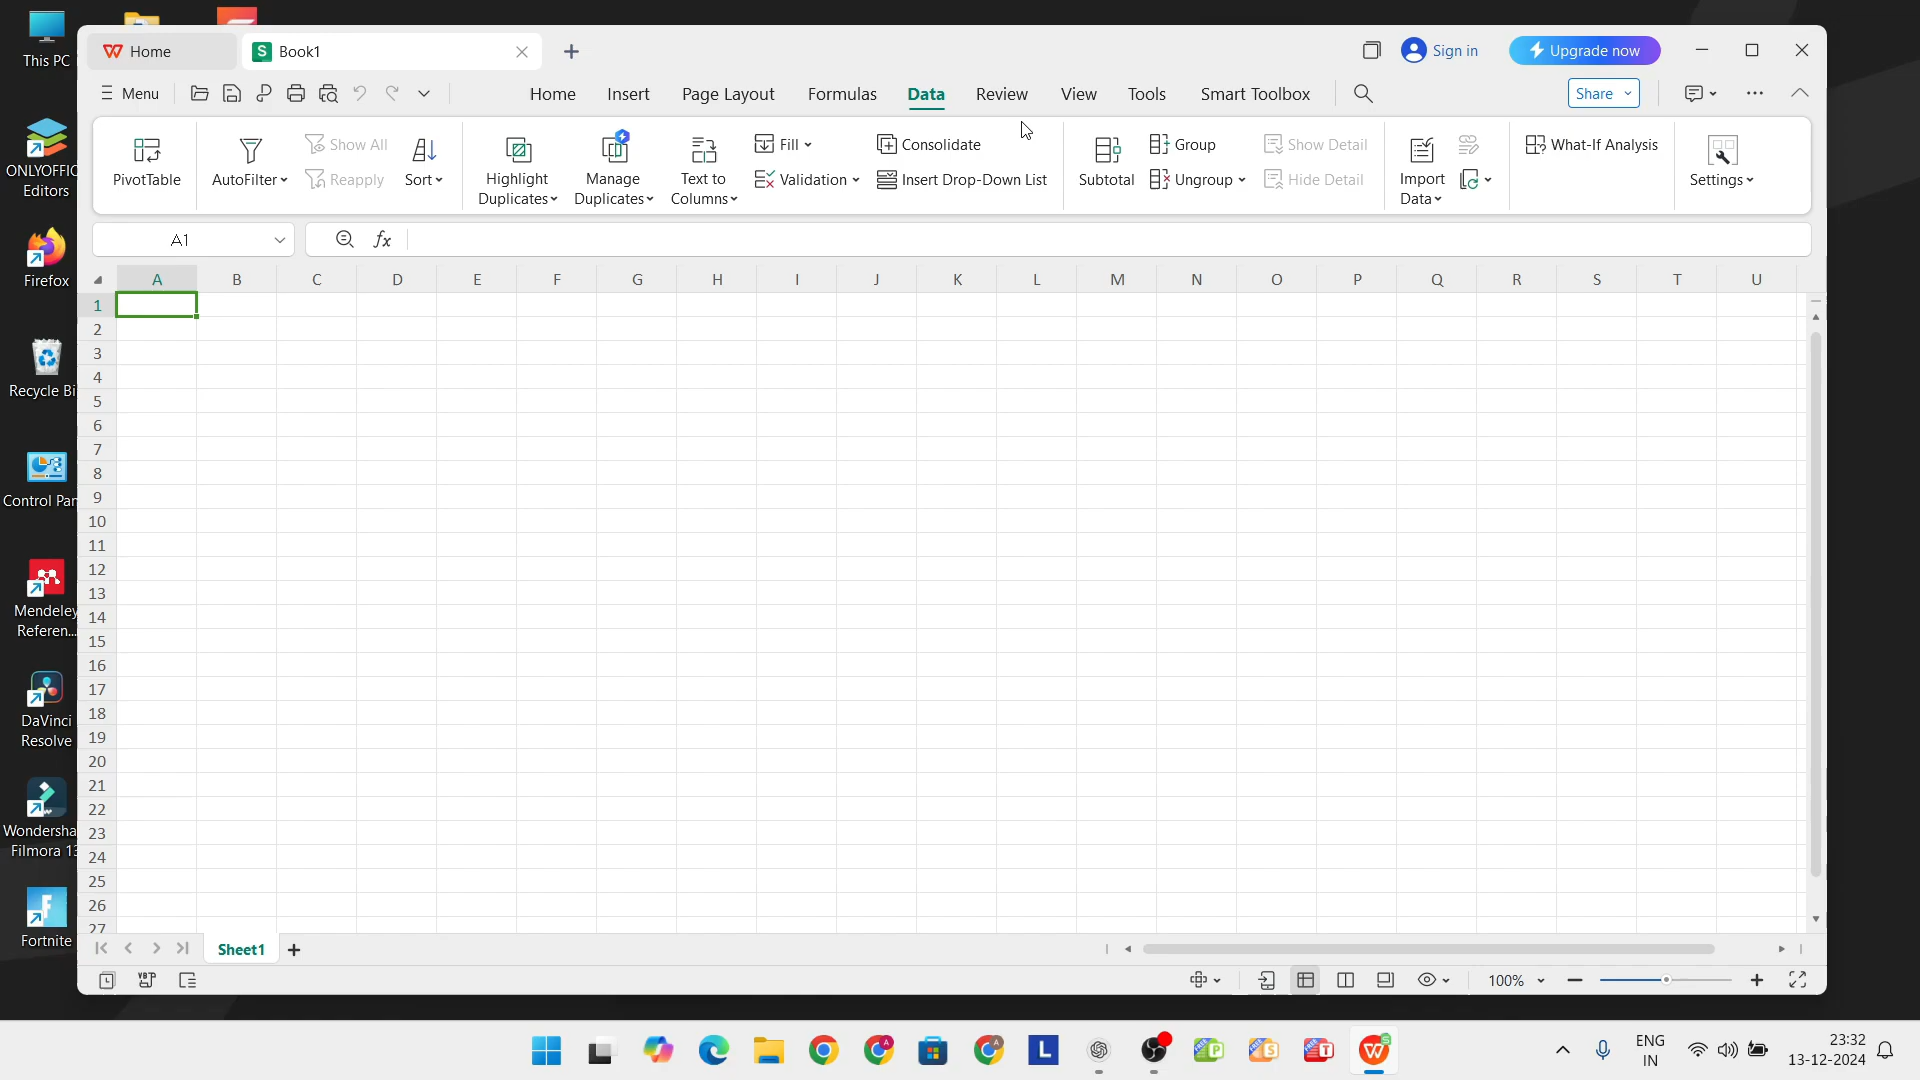 This PC
ONLYOFFIC
Editors
Firefox
Recycle Bi
Control Pan
Mendeley
Referen...
DaVinci
Resolve
Wondersha
Filmora 13
Fortnite
Home
S Book1
Sign in
Upgrade now
Menu
Home Insert Page Layout Formulas Data Review View Tools Smart Toolbox
Share
PivotTable
AutoFilter
Show All
Reapply
Sort
Highlight
Duplicates
Manage
Duplicates
Text to
Columns
Fill
Validation
Consolidate
Insert Drop-Down List
Subtotal
Group
Ungroup
Show Detail
Hide Detail
Import
Data
What-If Analysis
Settings
A1
fx
A B C D E F G H I J K L M N O P Q R S T U
1
2
3
4
5
6
7
8
9
10
11
12
13
14
15
16
17
18
19
20
21
22
23
24
25
26
27
Sheet1
100%
ENG
IN
23:32
13-12-2024